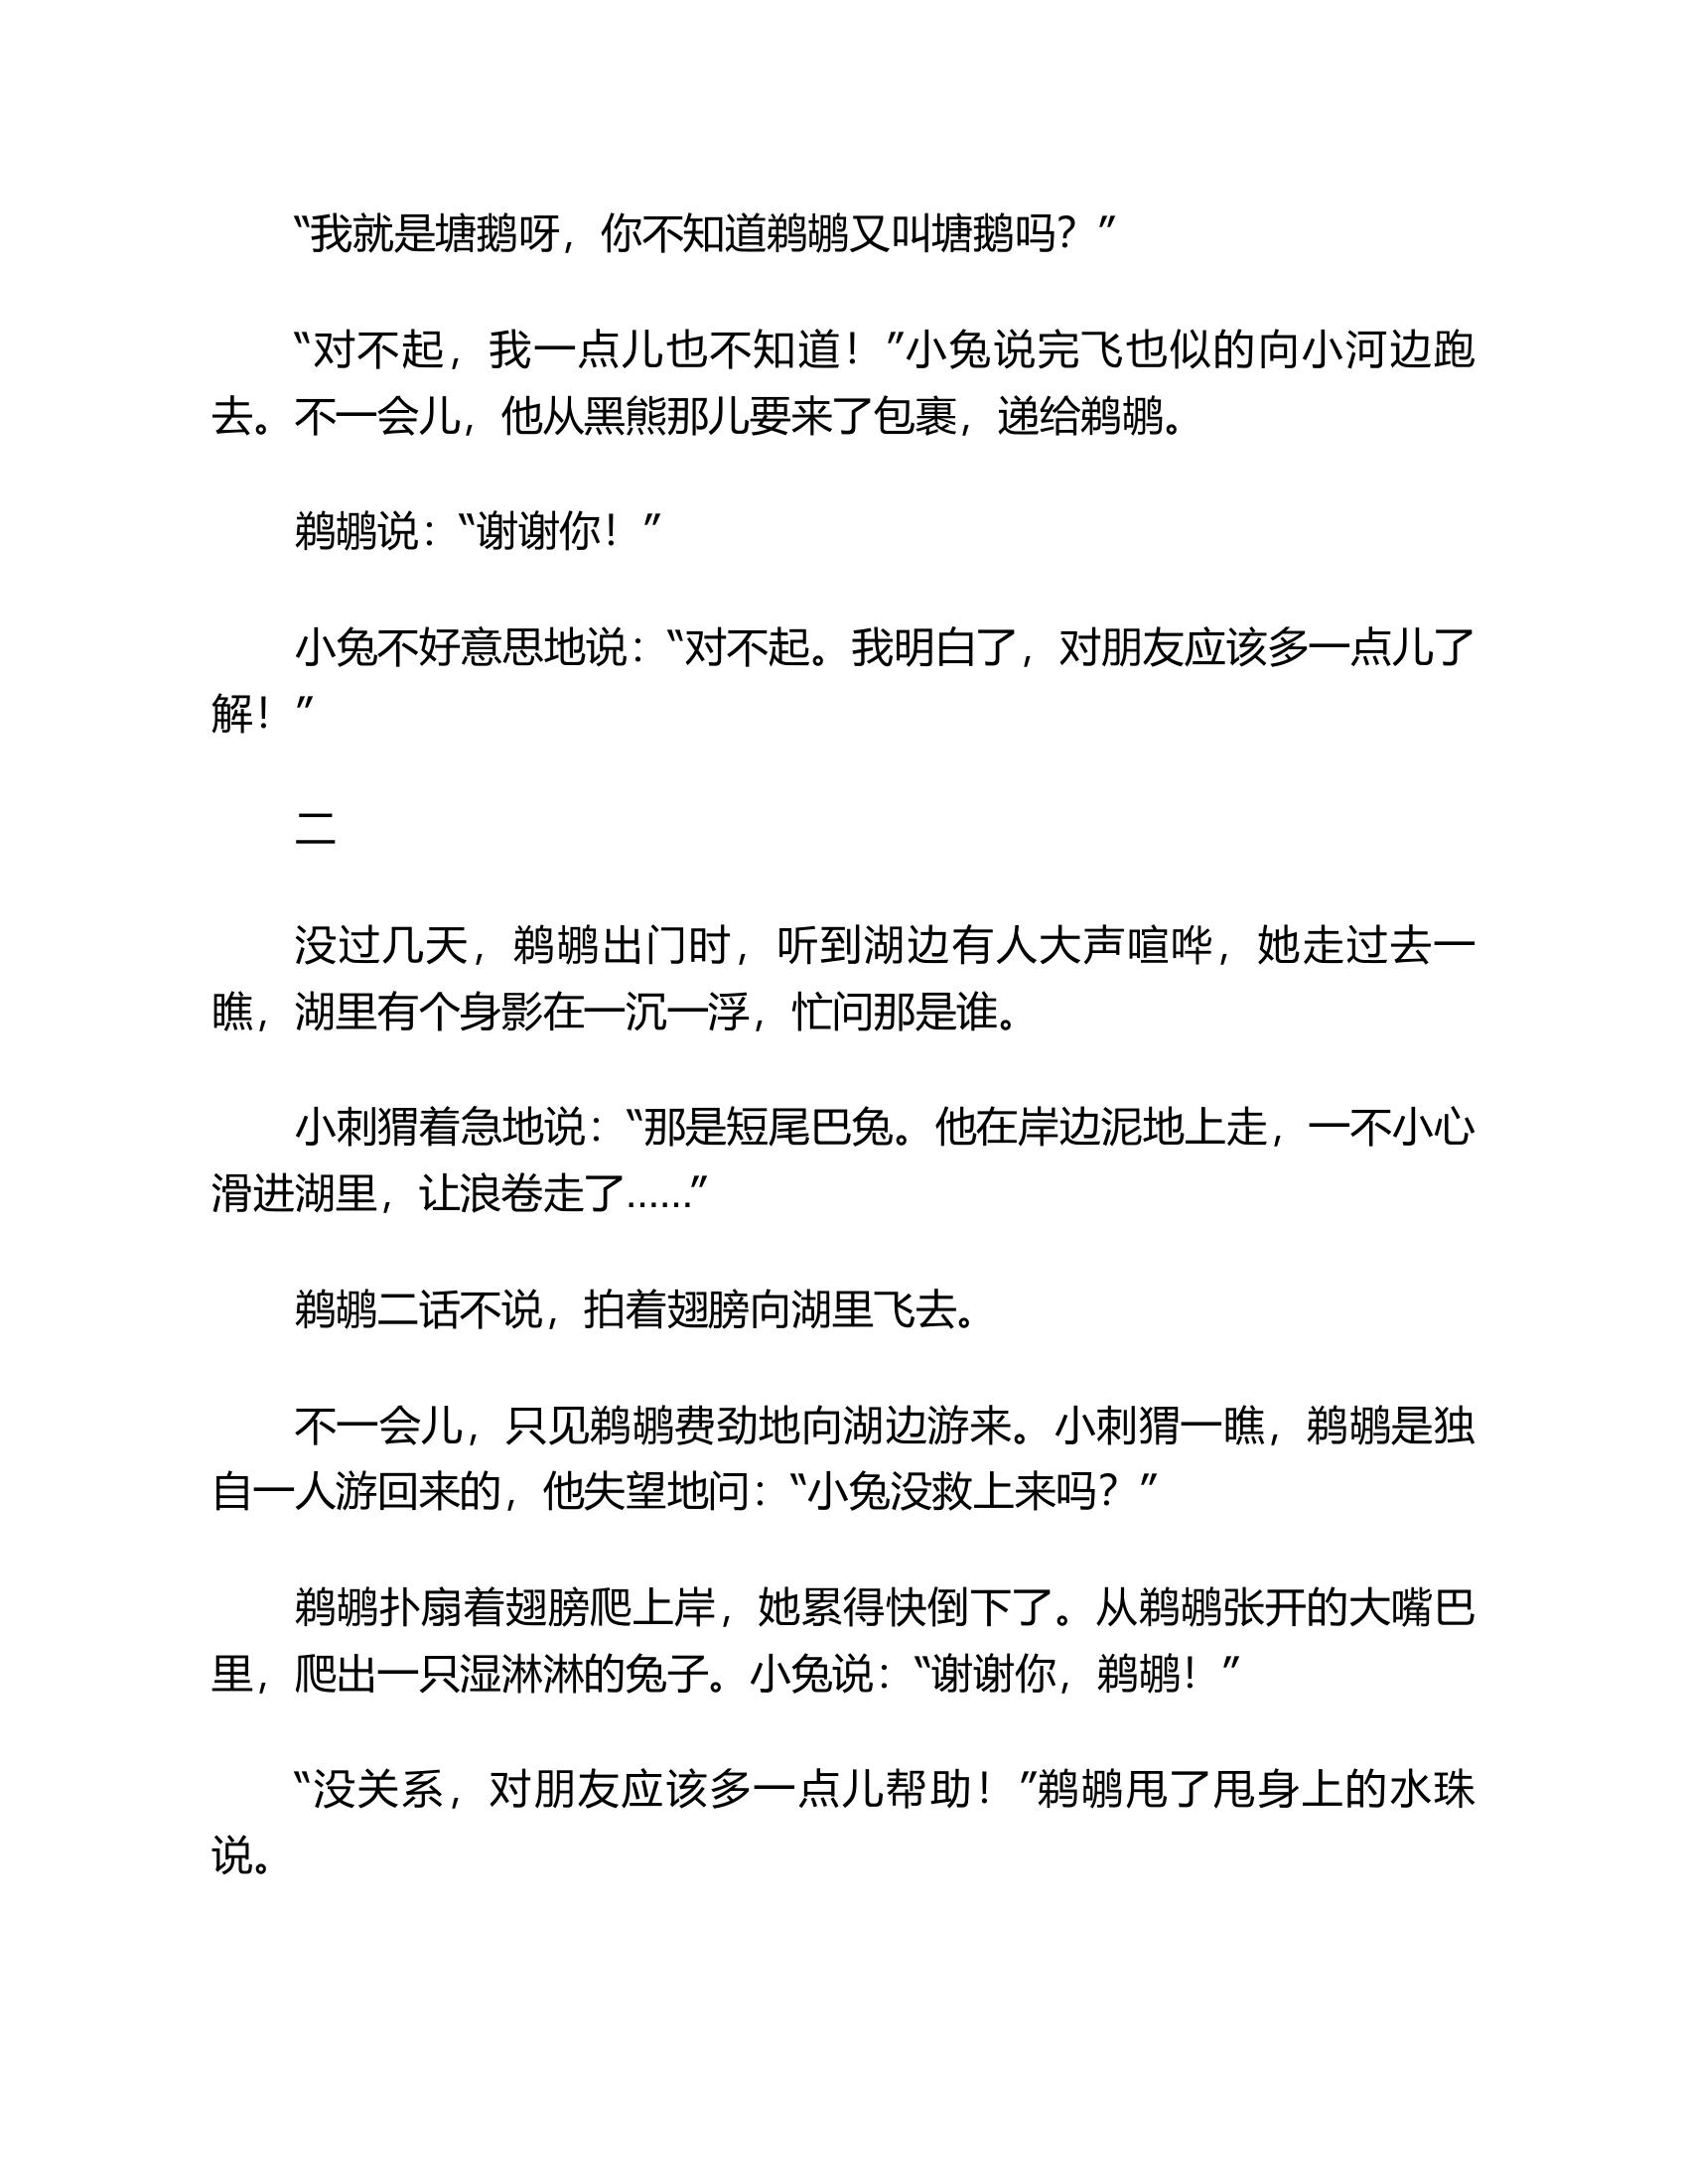 “我就是塘鹅呀，你不知道鹈鹕又叫塘鹅吗？”
“对不起，我一点儿也不知道！”小兔说完飞也似的向小河边跑
去。不一会儿，他从黑熊那儿要来了包裹，递给鹈鹕。
鹈鹕说：“谢谢你！”
小兔不好意思地说：“对不起。我明白了，对朋友应该多一点儿了
解！”
二
没过几天，鹈鹕出门时，听到湖边有人大声喧哗，她走过去一
瞧，湖里有个身影在一沉一浮，忙问那是谁。
小刺猬着急地说：“那是短尾巴兔。他在岸边泥地上走，一不小心
滑进湖里，让浪卷走了……”
鹈鹕二话不说，拍着翅膀向湖里飞去。
不一会儿，只见鹈鹕费劲地向湖边游来。小刺猬一瞧，鹈鹕是独
自一人游回来的，他失望地问：“小兔没救上来吗？”
鹈鹕扑扇着翅膀爬上岸，她累得快倒下了。从鹈鹕张开的大嘴巴
里，爬出一只湿淋淋的兔子。小兔说：“谢谢你，鹈鹕！”
“没关系，对朋友应该多一点儿帮助！”鹈鹕甩了甩身上的水珠
说。